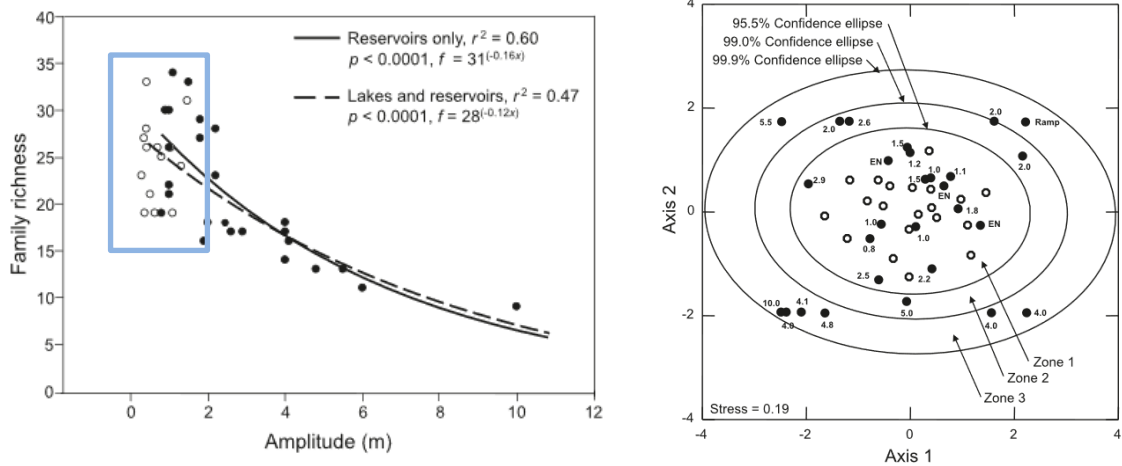 Reservoirs only, r² = 0.60
p < 0.0001, f = 31^(-0.16x)
Lakes and reservoirs, r² = 0.47
p < 0.0001, f = 28^(-0.12x)
Family richness
40
35
30
25
20
15
10
5
0
0 2 4 6 8 10 12
Amplitude (m)
95.5% Confidence ellipse
99.0% Confidence ellipse
99.9% Confidence ellipse
Axis 2
4
2
0
-2
-4
5.5
2.0
2.6
2.0
Ramp
2.0
1.5
1.2
EN
1.5
1.0
1.1
2.9
EN
1.8
EN
1.0
1.0
0.8
2.5
2.2
10.0
4.0
4.1
4.8
5.0
4.0
4.0
Zone 1
Zone 2
Zone 3
Stress = 0.19
-4 -2 0 2 4
Axis 1